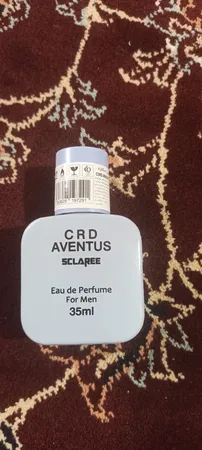 CRD
AVENTUS
SCLAREE
Eau de Perfume
For Men
35ml